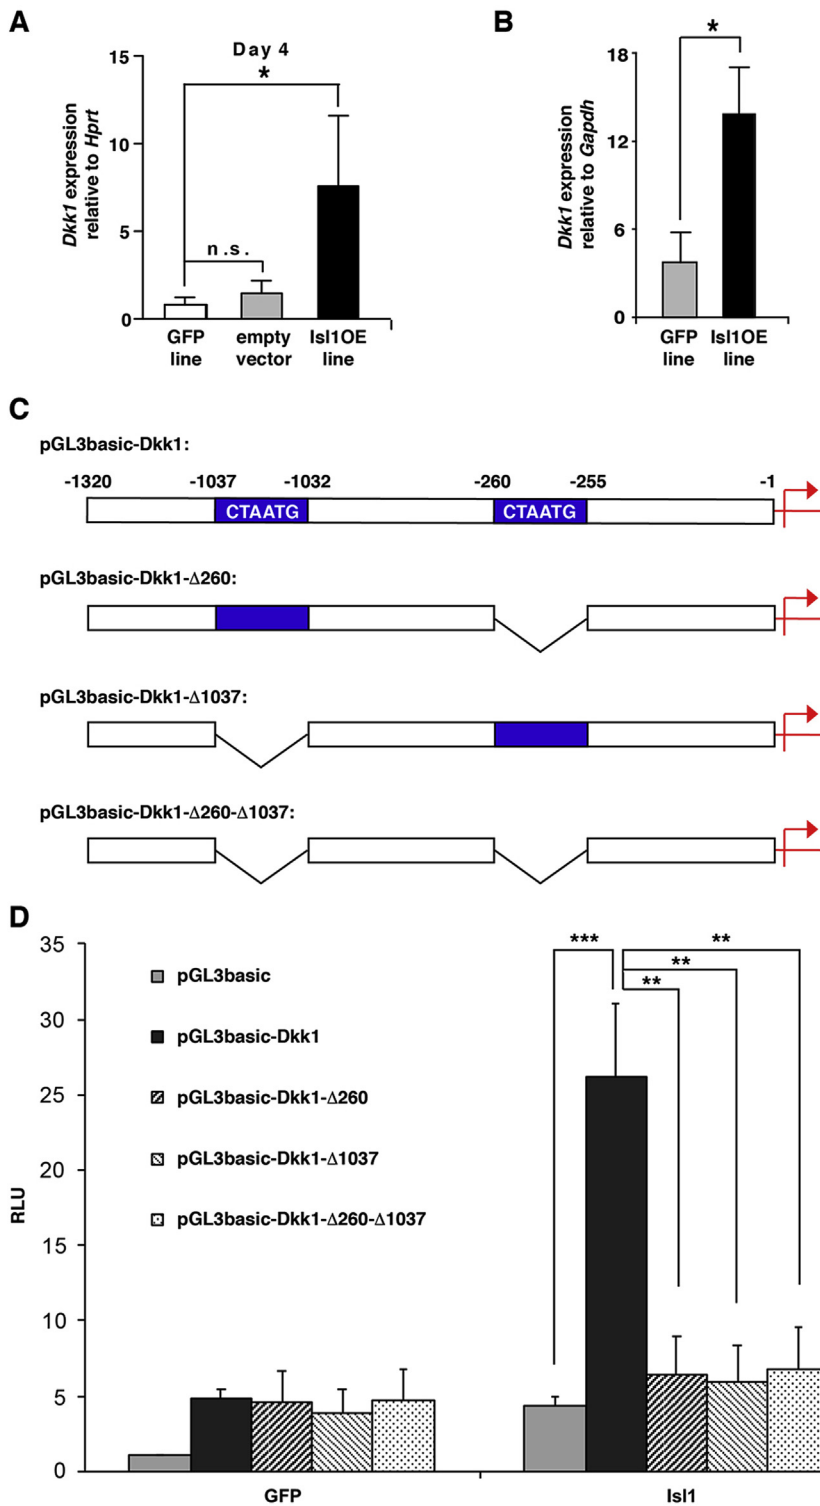 A
Day 4
*
n.s.
15
10
5
0
Dkk1 expression
relative to Hprt
GFP
line
empty
vector
Isl1OE
line
B
*
18
12
6
0
Dkk1 expression
relative to Gapdh
GFP
line
Isl1OE
line
C
pGL3basic-Dkk1:
-1320 -1037 -1032 -260 -255 -1
CTAATG CTAATG
pGL3basic-Dkk1-Δ260:
pGL3basic-Dkk1-Δ1037:
pGL3basic-Dkk1-Δ260-Δ1037:
D
35
30
25
20
15
10
5
0
RLU
pGL3basic
pGL3basic-Dkk1
pGL3basic-Dkk1-Δ260
pGL3basic-Dkk1-Δ1037
pGL3basic-Dkk1-Δ260-Δ1037
*** **
**
**
GFP Isl1